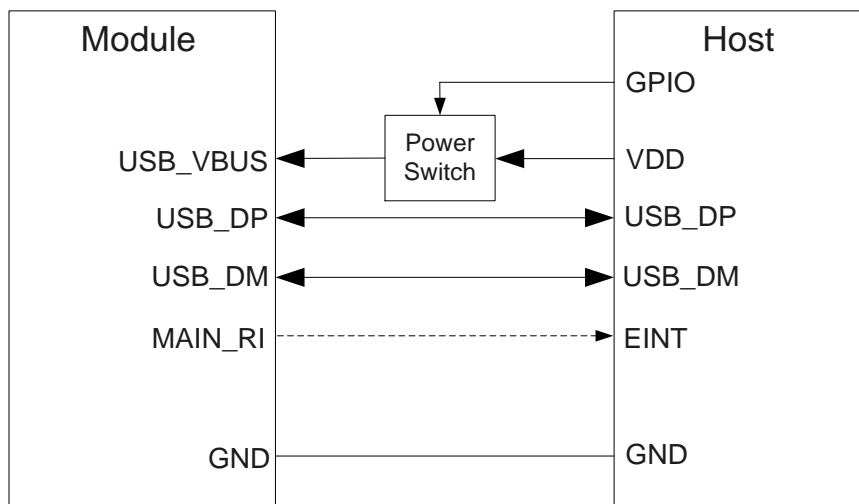 Module
Host
GPIO
Power
Switch
USB_VBUS
VDD
USB_DP
USB_DP
USB_DM
USB_DM
MAIN_RI
EINT
GND
GND